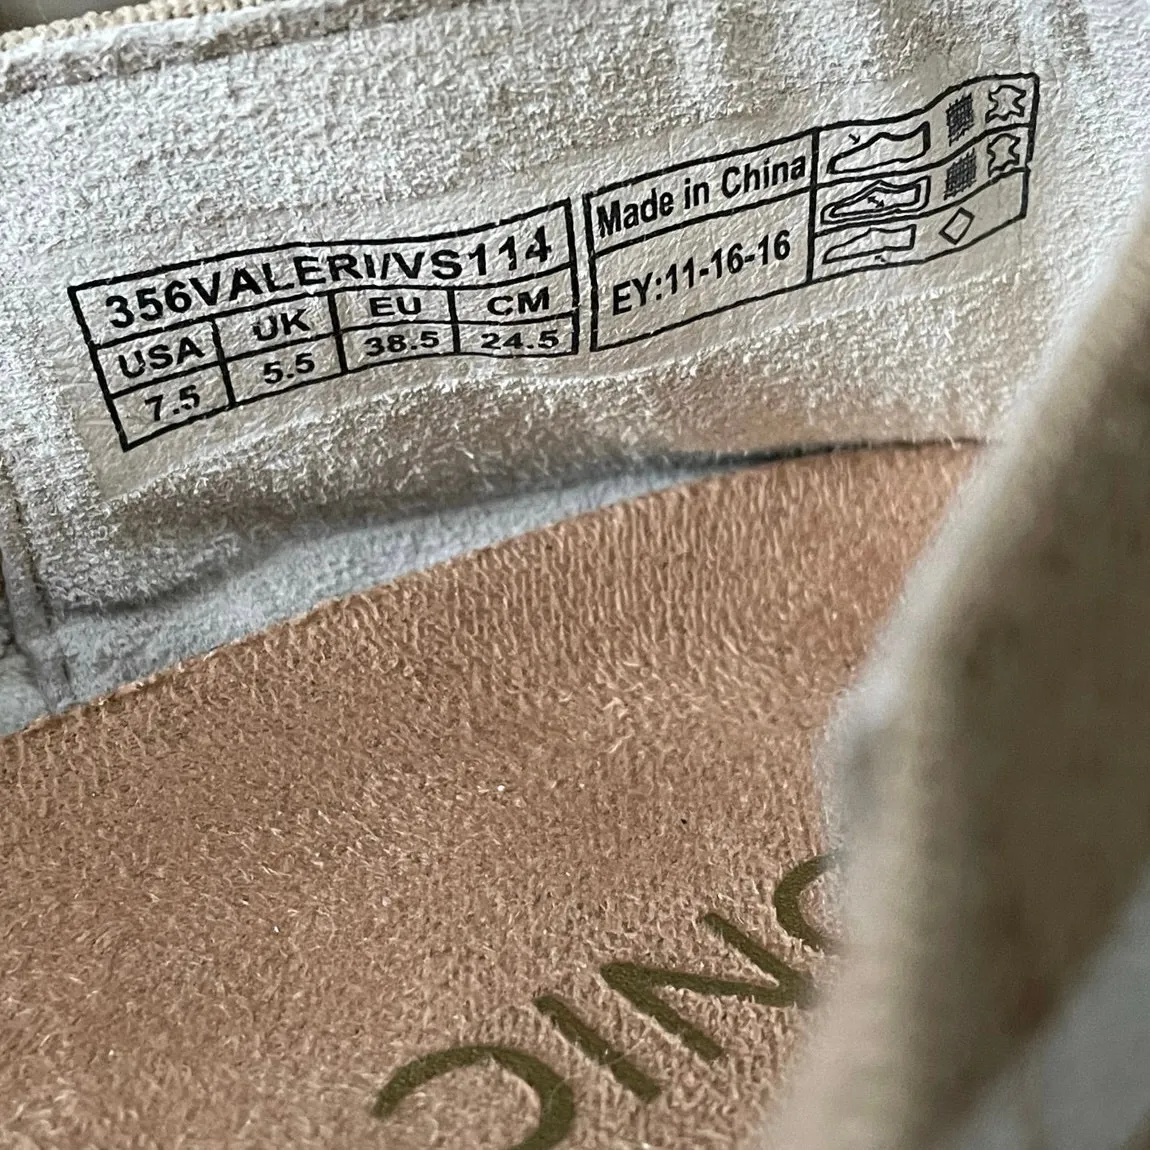 356VALERI/VS114
USA UK EU CM
7.5 5.5 38.5 24.5
Made in China
EY:11-16-16
ONIC